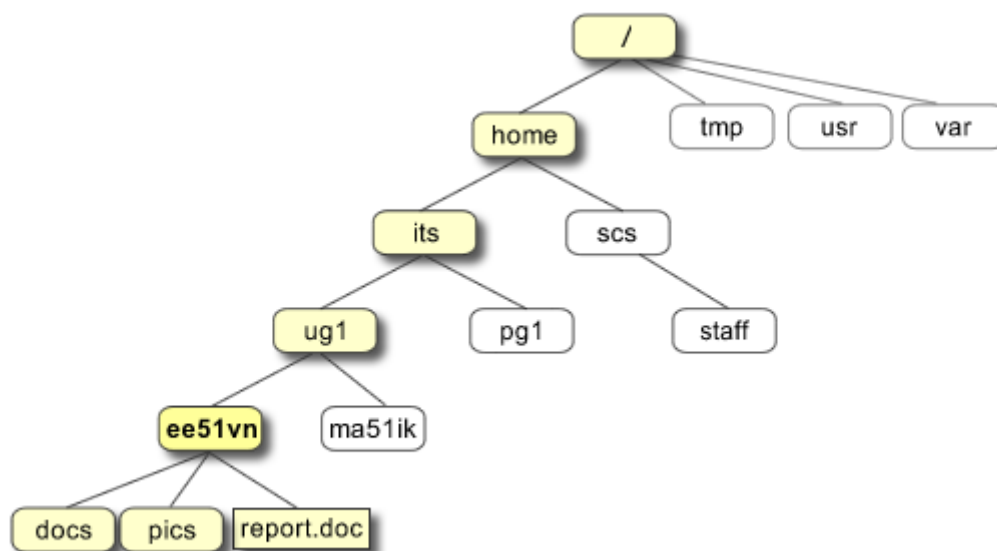 /
home
tmp
usr
var
its
scs
ug1
pg1
staff
ee51vn
ma51ik
docs
pics
report.doc